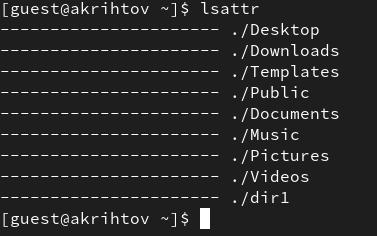 [guest@akrihtov ~]$ lsattr
---------------------- ./Desktop
---------------------- ./Downloads
---------------------- ./Templates
---------------------- ./Public
---------------------- ./Documents
---------------------- ./Music
---------------------- ./Pictures
---------------------- ./Videos
---------------------- ./dir1
[guest@akrihtov ~]$